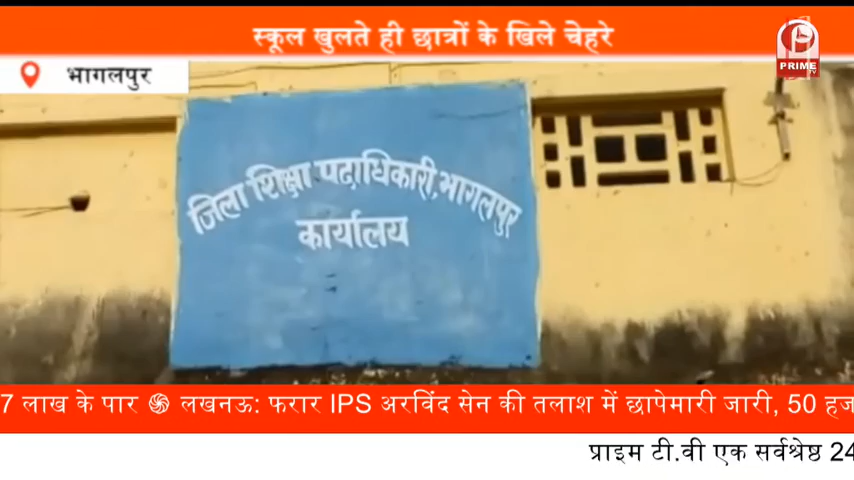 स्कूल खुलते ही छात्रों के खिले चेहरे
PRIME
भागलपुर
जिला शिक्षा पदाधिकारी, भागलपुर
कार्यालय
7 लाख के पार लखनऊ: फरार IPS अरविंद सेन की तलाश में छापेमारी जारी, 50 हज
प्राइम टी.वी एक सर्वश्रेष्ठ 24